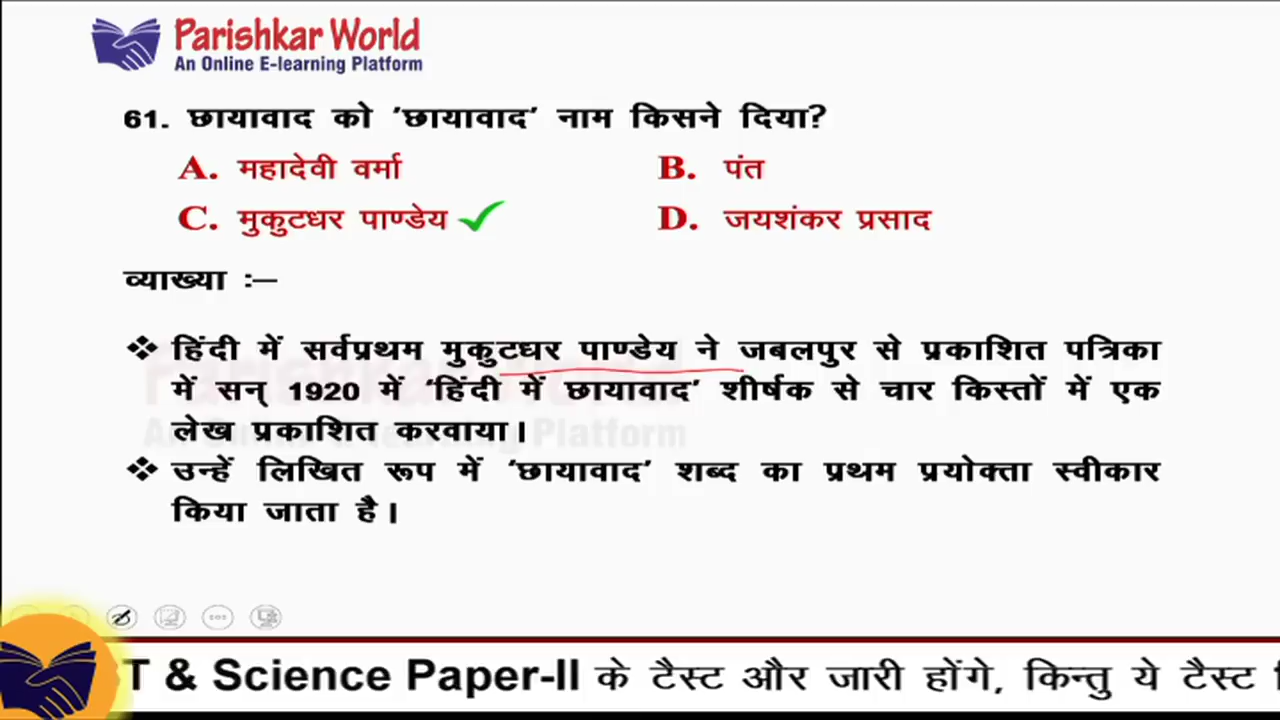 Parishkar World
An Online E-learning Platform
61. छायावाद को 'छायावाद' नाम किसने दिया?
A. महादेवी वर्मा B. पंत
C. मुकुटधर पाण्डेय D. जयशंकर प्रसाद
व्याख्या :–
हिंदी में सर्वप्रथम मुकुटधर पाण्डेय ने जबलपुर से प्रकाशित पत्रिका
में सन् 1920 में 'हिंदी में छायावाद' शीर्षक से चार किस्तों में एक
लेख प्रकाशित करवाया।
उन्हें लिखित रूप में 'छायावाद' शब्द का प्रथम प्रयोक्ता स्वीकार
किया जाता है।
T & Science Paper-II के टैस्ट और जारी होंगे, किन्तु ये टैस्ट